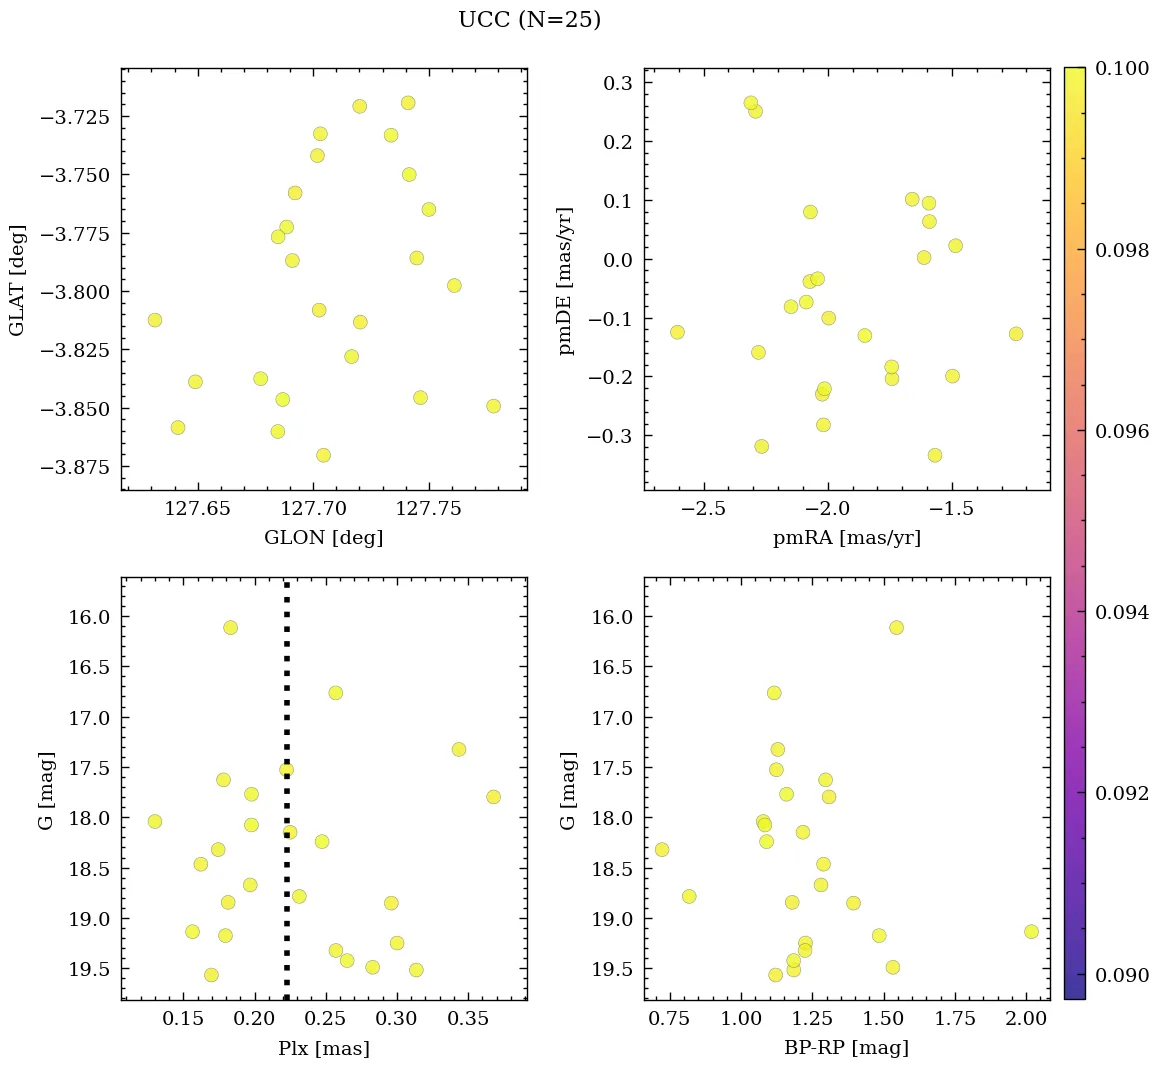 UCC (N=25)
−3.725
−3.750
−3.775
−3.800
−3.825
−3.850
−3.875
GLAT [deg]
127.65 127.70 127.75
GLON [deg]
0.3
0.2
0.1
0.0
−0.1
−0.2
−0.3
pmDE [mas/yr]
−2.5 −2.0 −1.5
pmRA [mas/yr]
16.0
16.5
17.0
17.5
18.0
18.5
19.0
19.5
G [mag]
0.15 0.20 0.25 0.30 0.35
Plx [mas]
16.0
16.5
17.0
17.5
18.0
18.5
19.0
19.5
G [mag]
0.75 1.00 1.25 1.50 1.75 2.00
BP-RP [mag]
0.100
0.098
0.096
0.094
0.092
0.090